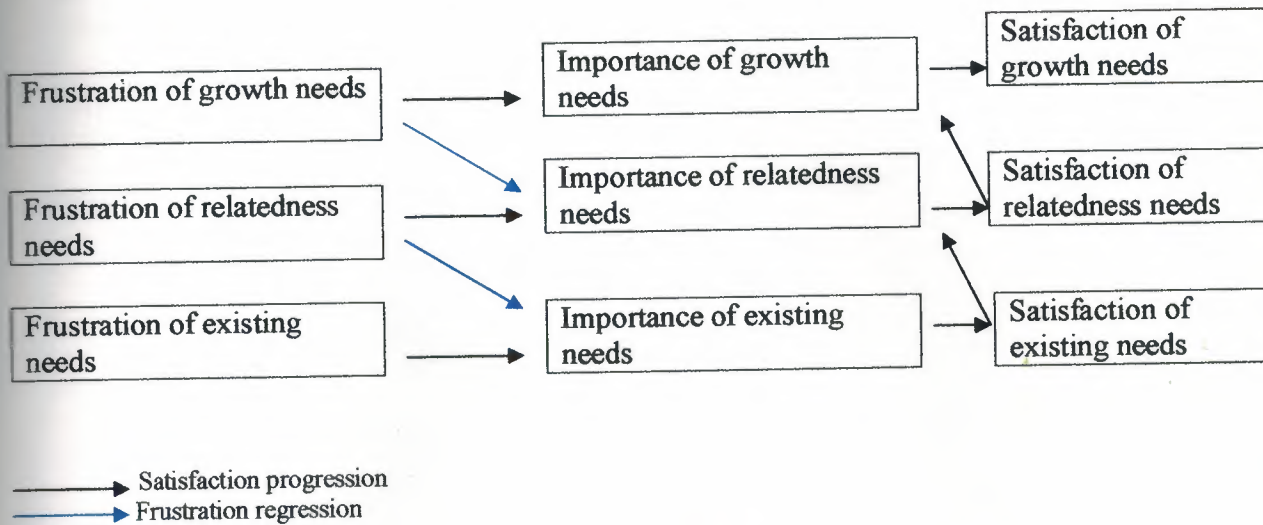 Frustration of growth needs
Importance of growth
needs
Satisfaction of
growth needs
Frustration of relatedness
needs
Importance of relatedness
needs
Satisfaction of
relatedness needs
Frustration of existing
needs
Importance of existing
needs
Satisfaction of
existing needs
Satisfaction progression
Frustration regression